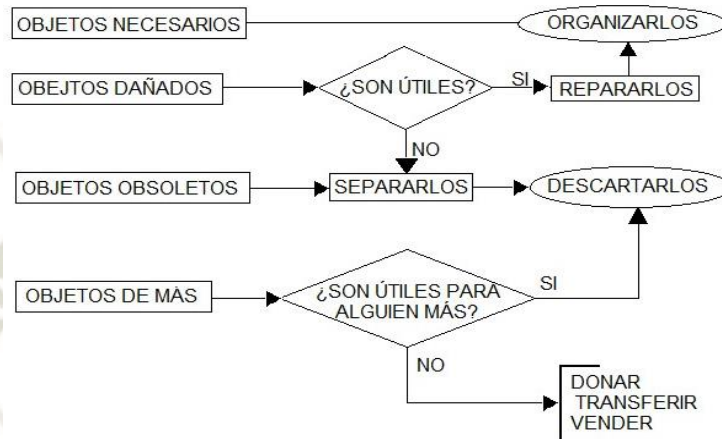 OBJETOS NECESARIOS
ORGANIZARLOS
OBEJTOS DAÑADOS
¿SON ÚTILES?
SI
REPARARLOS
NO
OBJETOS OBSOLETOS
SEPARARLOS
DESCARTARLOS
OBJETOS DE MÀS
¿SON ÚTILES PARA
ALGUIEN MÁS?
SI
NO
DONAR
TRANSFERIR
VENDER